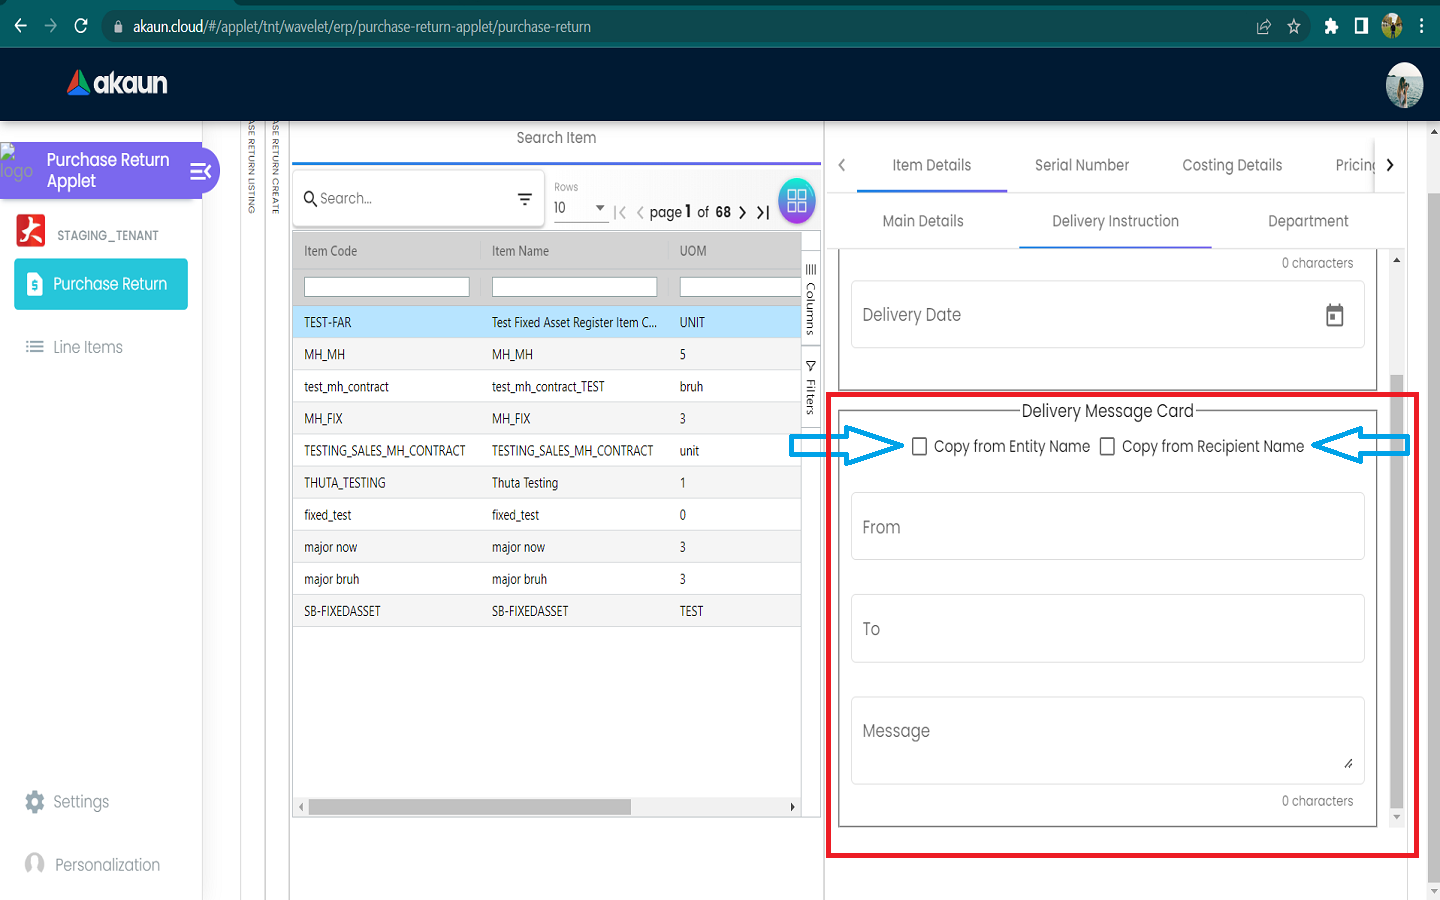 akaun.cloud/#/applet/tnt/wavelet/erp/purchase-return-applet/purchase-return
akaun
logo
Purchase Return
Applet
STAGING_TENANT
Purchase Return
Line Items
Settings
Personalization
SE RETURN LISTING
SE RETURN CREATE
Search Item
Search...
Rows
10
page 1 of 68
Item Code Item Name UOM
TEST-FAR Test Fixed Asset Register Item C... UNIT
MH_MH MH_MH 5
test_mh_contract test_mh_contract_TEST bruh
MH_FIX MH_FIX 3
TESTING_SALES_MH_CONTRACT TESTING_SALES_MH_CONTRACT unit
THUTA_TESTING Thuta Testing 1
fixed_test fixed_test 0
major now major now 3
major bruh major bruh 3
SB-FIXEDASSET SB-FIXEDASSET TEST
Columns
Filters
Item Details Serial Number Costing Details Pricing
Main Details Delivery Instruction Department
0 characters
Delivery Date
Delivery Message Card
Copy from Entity Name Copy from Recipient Name
From
To
Message
0 characters